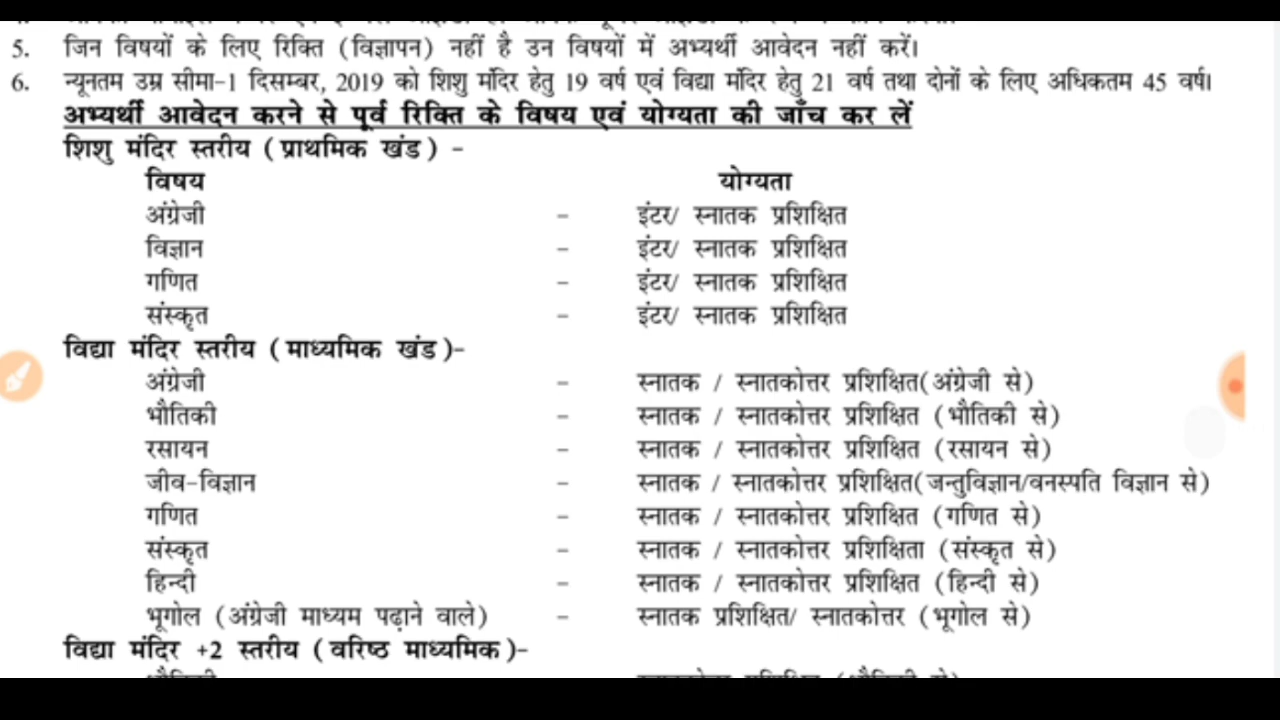 5. जिन विषयों के लिए रिक्ति (विज्ञापन) नहीं है उन विषयों में अभ्यर्थी आवेदन नहीं करें।
6. न्यूनतम उम्र सीमा-1 दिसम्बर, 2019 को शिशु मंदिर हेतु 19 वर्ष एवं विद्या मंदिर हेतु 21 वर्ष तथा दोनों के लिए अधिकतम 45 वर्ष।
अभ्यर्थी आवेदन करने से पूर्व रिक्ति के विषय एवं योग्यता की जाँच कर लें
शिशु मंदिर स्तरीय (प्राथमिक खंड) -
विषय योग्यता
अंग्रेजी - इंटर/ स्नातक प्रशिक्षित
विज्ञान - इंटर/ स्नातक प्रशिक्षित
गणित - इंटर/ स्नातक प्रशिक्षित
संस्कृत - इंटर/ स्नातक प्रशिक्षित
विद्या मंदिर स्तरीय (माध्यमिक खंड)-
अंग्रेजी - स्नातक / स्नातकोत्तर प्रशिक्षित(अंग्रेजी से)
भौतिकी - स्नातक / स्नातकोत्तर प्रशिक्षित (भौतिकी से)
रसायन - स्नातक / स्नातकोत्तर प्रशिक्षित (रसायन से)
जीव-विज्ञान - स्नातक / स्नातकोत्तर प्रशिक्षित(जन्तुविज्ञान/वनस्पति विज्ञान से)
गणित - स्नातक / स्नातकोत्तर प्रशिक्षित (गणित से)
संस्कृत - स्नातक / स्नातकोत्तर प्रशिक्षिता (संस्कृत से)
हिन्दी - स्नातक / स्नातकोत्तर प्रशिक्षित (हिन्दी से)
भूगोल (अंग्रेजी माध्यम पढ़ाने वाले) - स्नातक प्रशिक्षित/ स्नातकोत्तर (भूगोल से)
विद्या मंदिर +2 स्तरीय (वरिष्ठ माध्यमिक)-